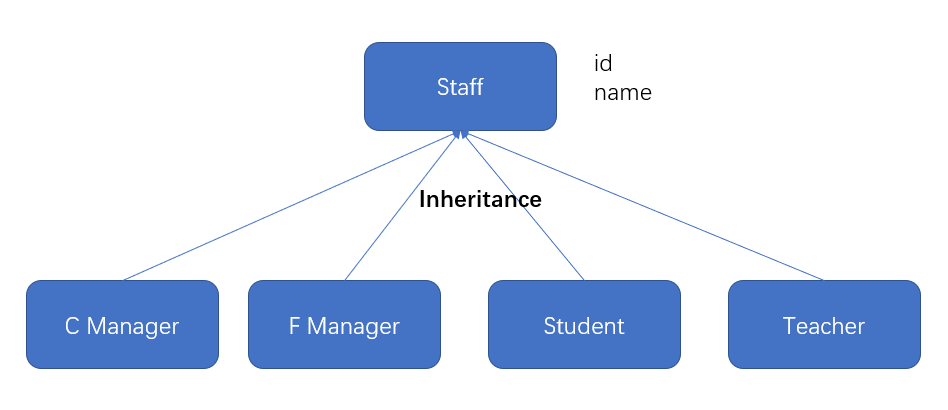 Staff
id
name
Inheritance
C Manager
F Manager
Student
Teacher